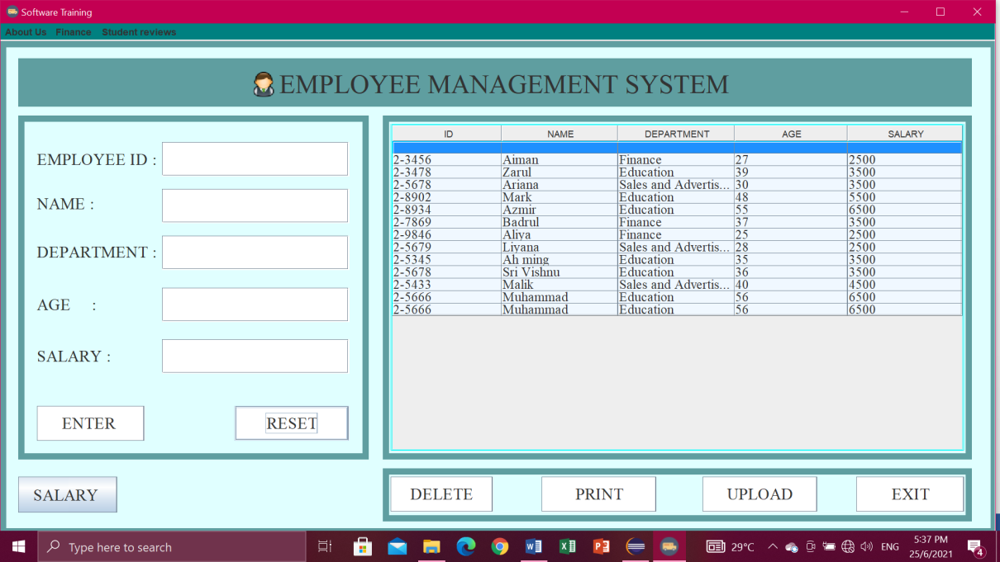 Software Training
About Us Finance Student reviews
EMPLOYEE MANAGEMENT SYSTEM
EMPLOYEE ID :
NAME :
DEPARTMENT :
AGE :
SALARY :
ENTER RESET
SALARY
ID NAME DEPARTMENT AGE SALARY
2-3456 Aiman Finance 27 2500
2-3478 Zarul Education 39 3500
2-5678 Ariana Sales and Advertis... 30 3500
2-8902 Mark Education 48 5500
2-8934 Azmir Education 55 6500
2-7869 Badrul Finance 37 3500
2-9846 Aliya Finance 25 2500
2-5679 Liyana Sales and Advertis... 28 2500
2-5345 Ah ming Education 35 3500
2-5678 Sri Vishnu Education 36 3500
2-5433 Malik Sales and Advertis... 40 4500
2-5666 Muhammad Education 56 6500
2-5666 Muhammad Education 56 6500
DELETE PRINT UPLOAD EXIT
Type here to search
29°C
ENG
5:37 PM
25/6/2021
4